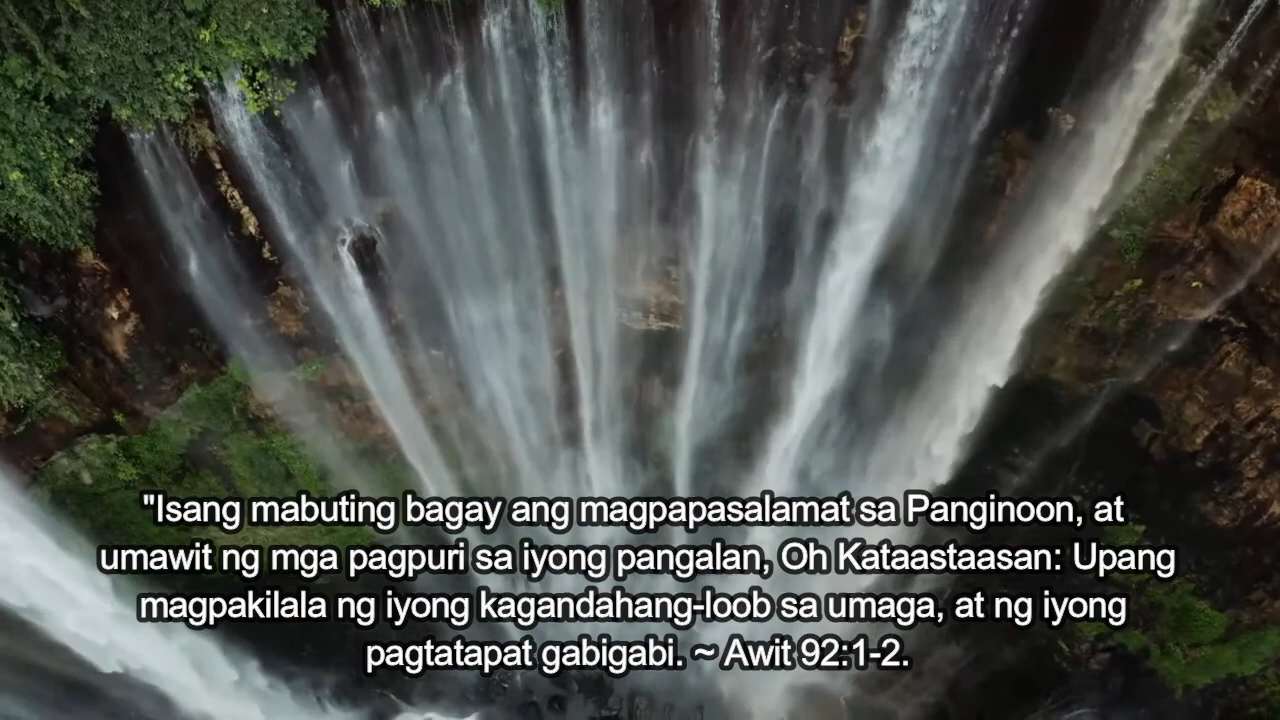 "Isang mabuting bagay ang magpapasalamat sa Panginoon, at
umawit ng mga pagpuri sa iyong pangalan, Oh Kataastaasan: Upang
magpakilala ng iyong kagandahang-loob sa umaga, at ng iyong
pagtatapat gabigabi. ~ Awit 92:1-2.